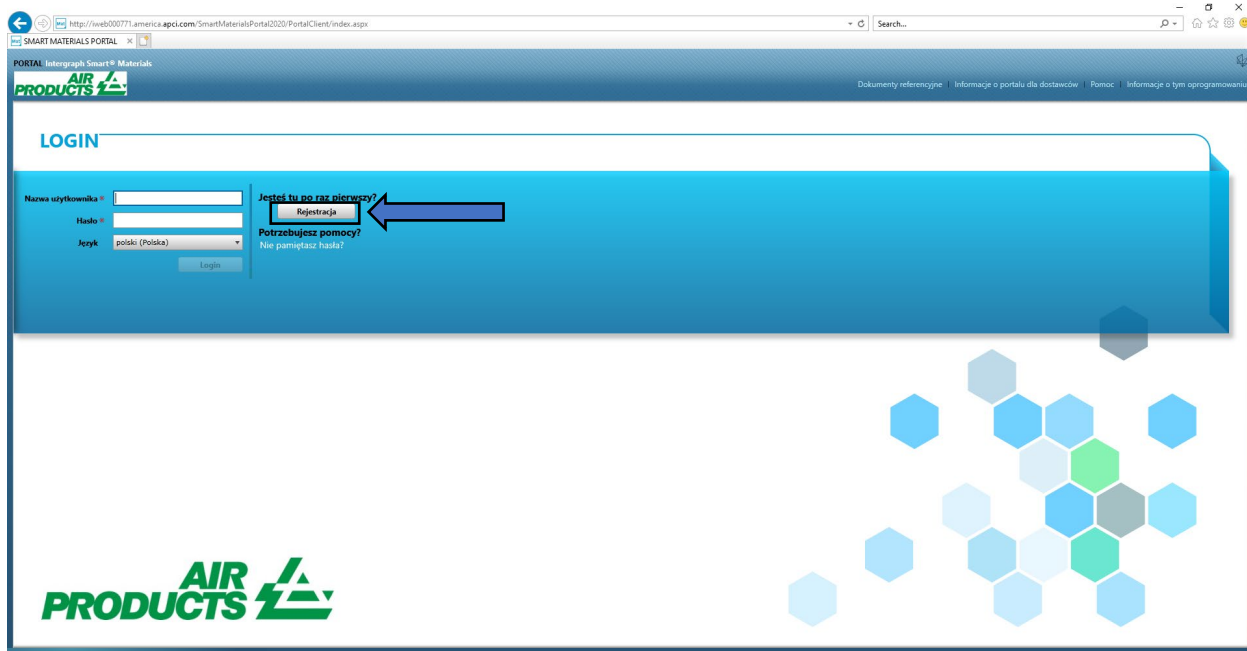 http://iweb000771.america.apci.com/SmartMaterialsPortal2020/PortalClient/index.aspx
Search...
SMART MATERIALS PORTAL
PORTAL Intergraph Smart® Materials
AIR PRODUCTS
Dokumenty referencyjne | Informacje o portalu dla dostawców | Pomoc | Informacje o tym oprogramowaniu
LOGIN
Nazwa użytkownika *
Hasło *
Język polski (Polska)
Login
Jesteś tu po raz pierwszy?
Rejestracja
Potrzebujesz pomocy?
Nie pamiętasz hasła?
AIR
PRODUCTS